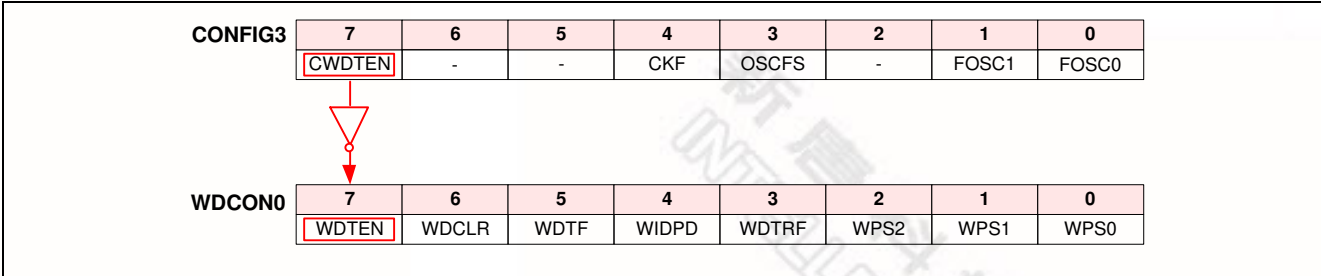 CONFIG3 7 6 5 4 3 2 1 0
CWDTEN - - CKF OSCFS - FOSC1 FOSC0
WDCON0 7 6 5 4 3 2 1 0
WDTEN WDCLR WDTF WIDPD WDTRF WPS2 WPS1 WPS0